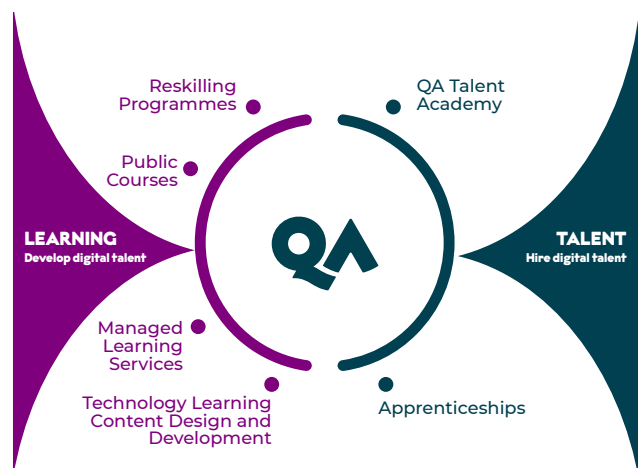 Reskilling
Programmes
QA Talent
Academy
Public
Courses
LEARNING
Develop digital talent
QA
TALENT
Hire digital talent
Managed
Learning
Services
Technology Learning
Content Design and
Development
Apprenticeships